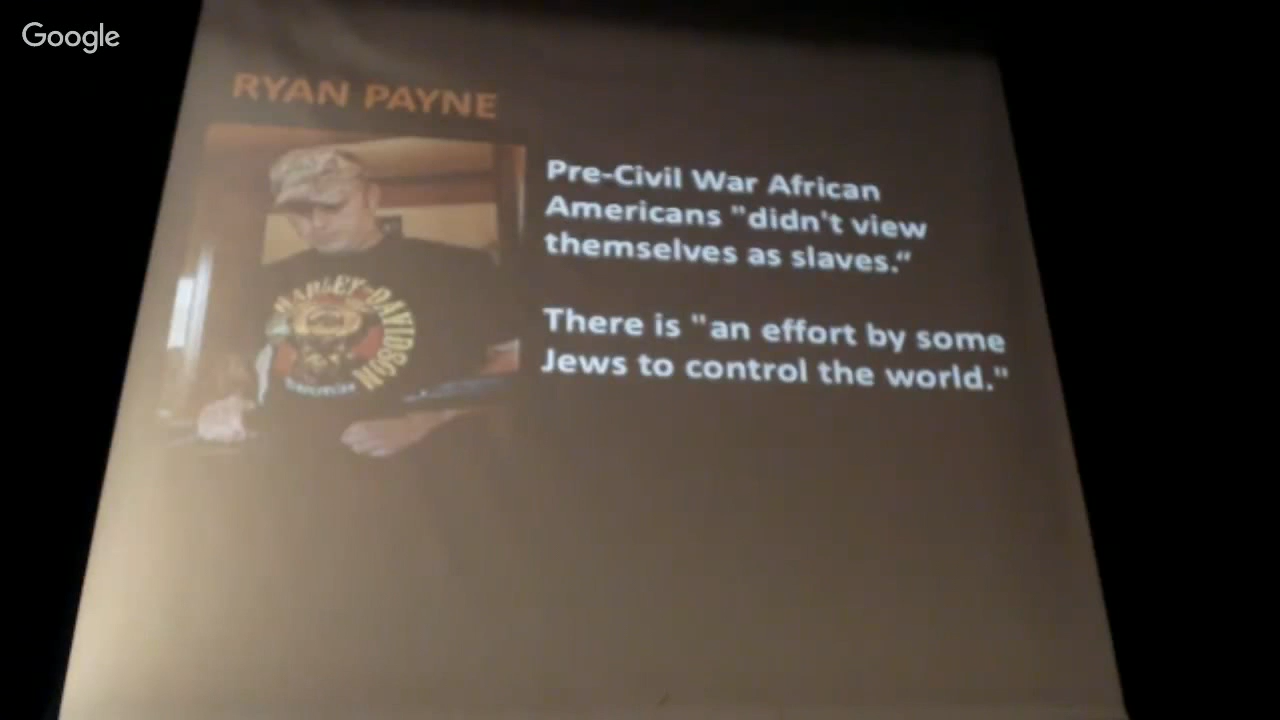 Google
RYAN PAYNE
Pre-Civil War African
Americans "didn't view
themselves as slaves.“
There is "an effort by some
Jews to control the world."
HARLEY-DAVIDSON